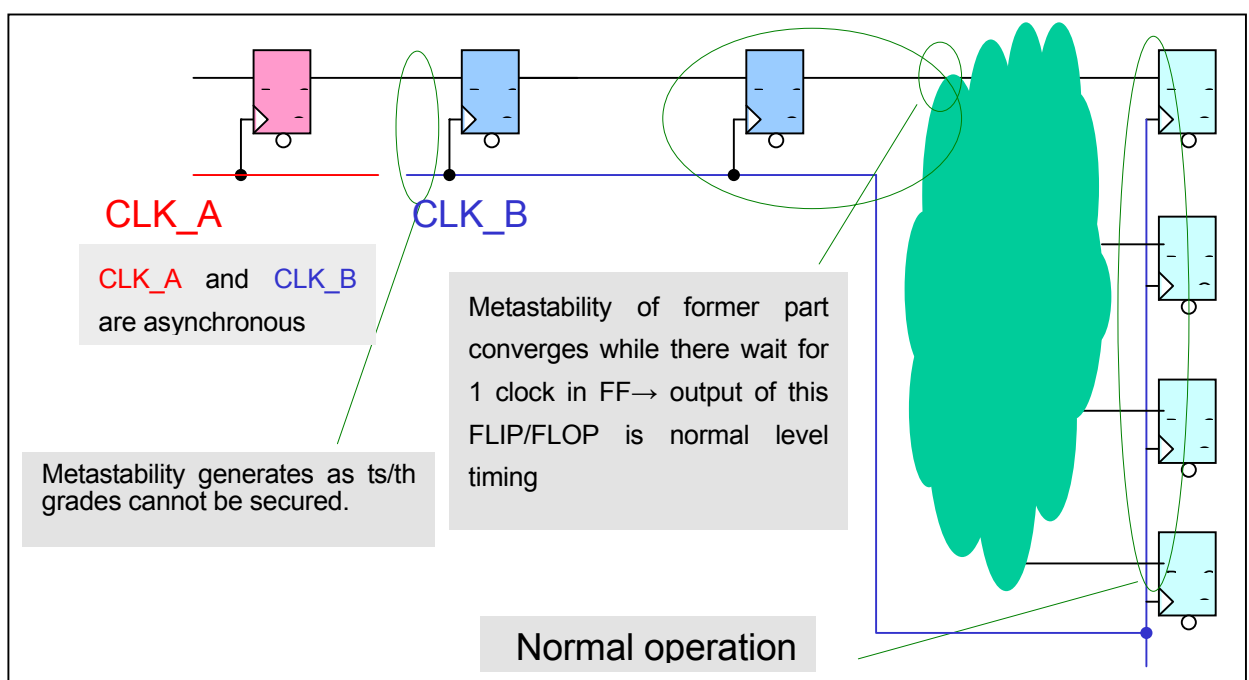 CLK_A
CLK_B
CLK_A and CLK_B
are asynchronous
Metastability of former part
converges while there wait for
1 clock in FF→ output of this
FLIP/FLOP is normal level
timing
Metastability generates as ts/th
grades cannot be secured.
Normal operation